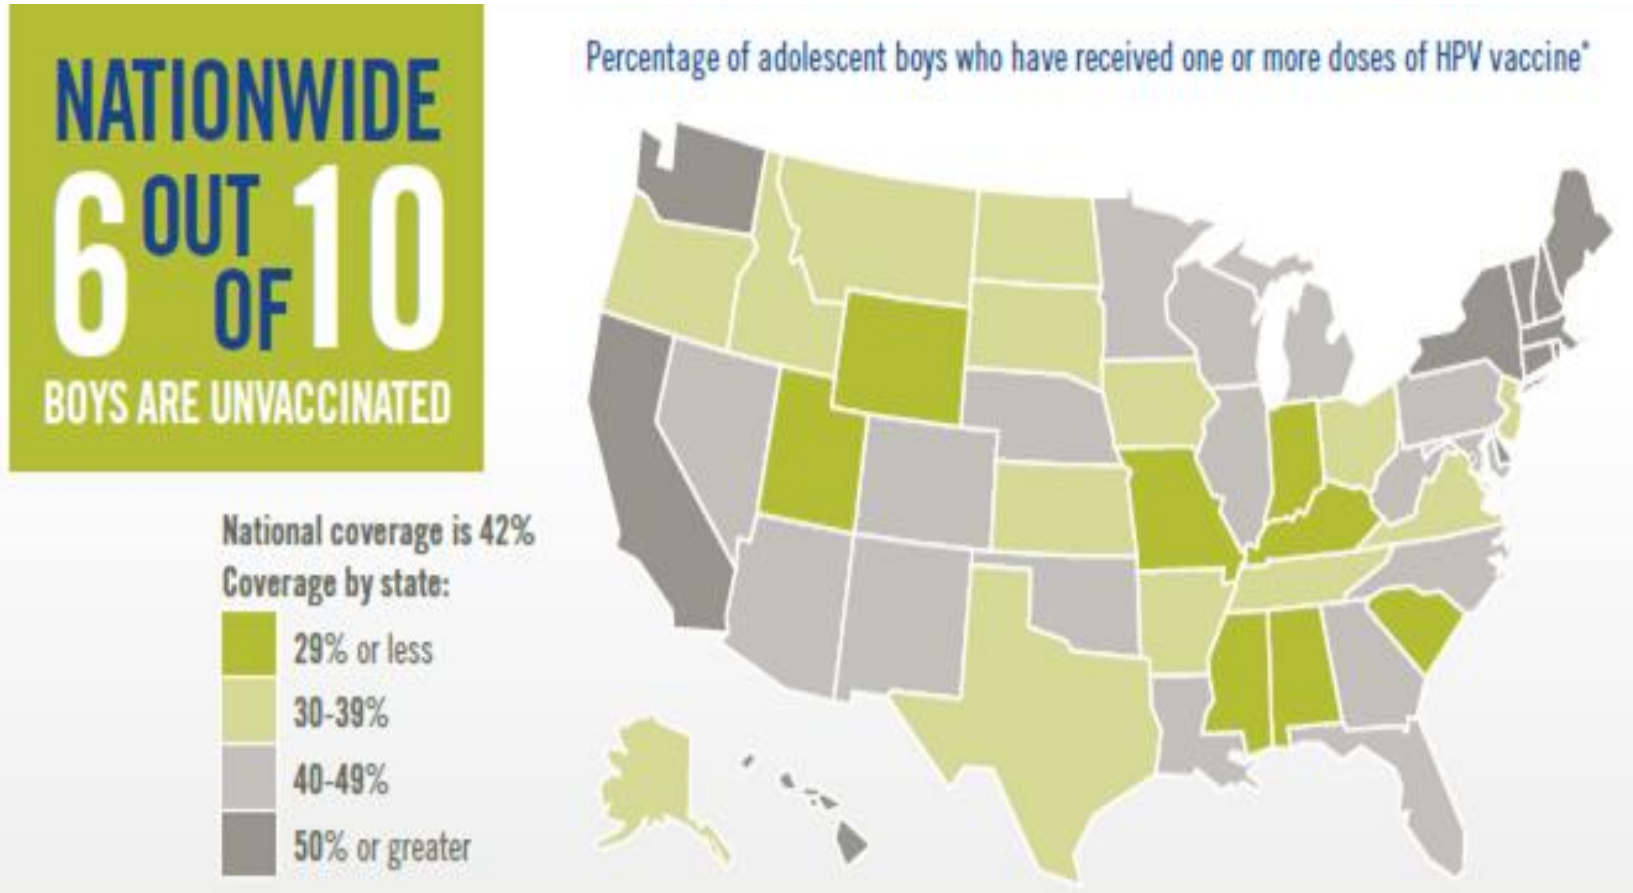 NATIONWIDE
6 OUT OF 10
BOYS ARE UNVACCINATED
Percentage of adolescent boys who have received one or more doses of HPV vaccine*
National coverage is 42%
Coverage by state:
29% or less
30-39%
40-49%
50% or greater